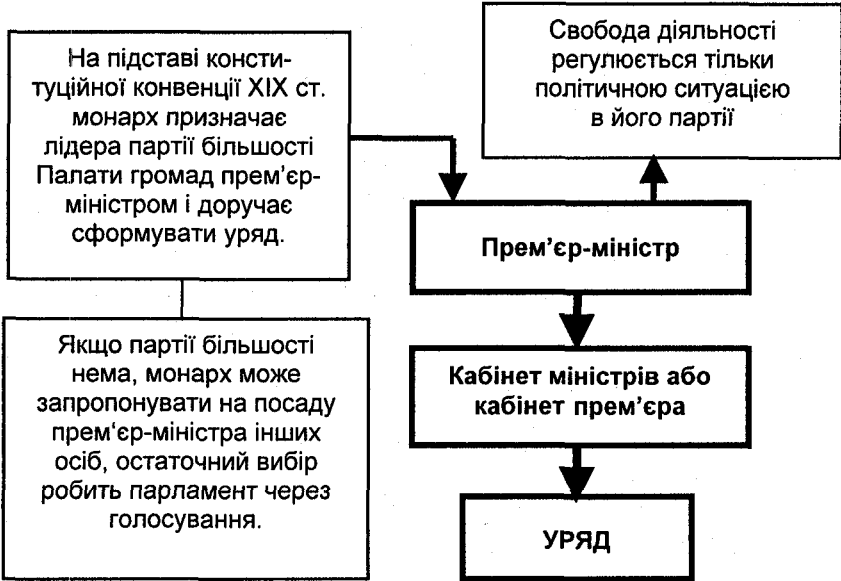 На підставі консти-
туційної конвенції XIX ст.
монарх призначає
лідера партії більшості
Палати громад прем’єр-
міністром і доручає
сформувати уряд.
Якщо партії більшості
нема, монарх може
запропонувати на посаду
прем‘єр-міністра інших
осіб, остаточний вибір
робить парламент через
голосування.
Свобода діяльності
регулюється тільки
політичною ситуацією
в його партії
Прем’єр-міністр
Кабінет міністрів або
кабінет прем’єра
УРЯД